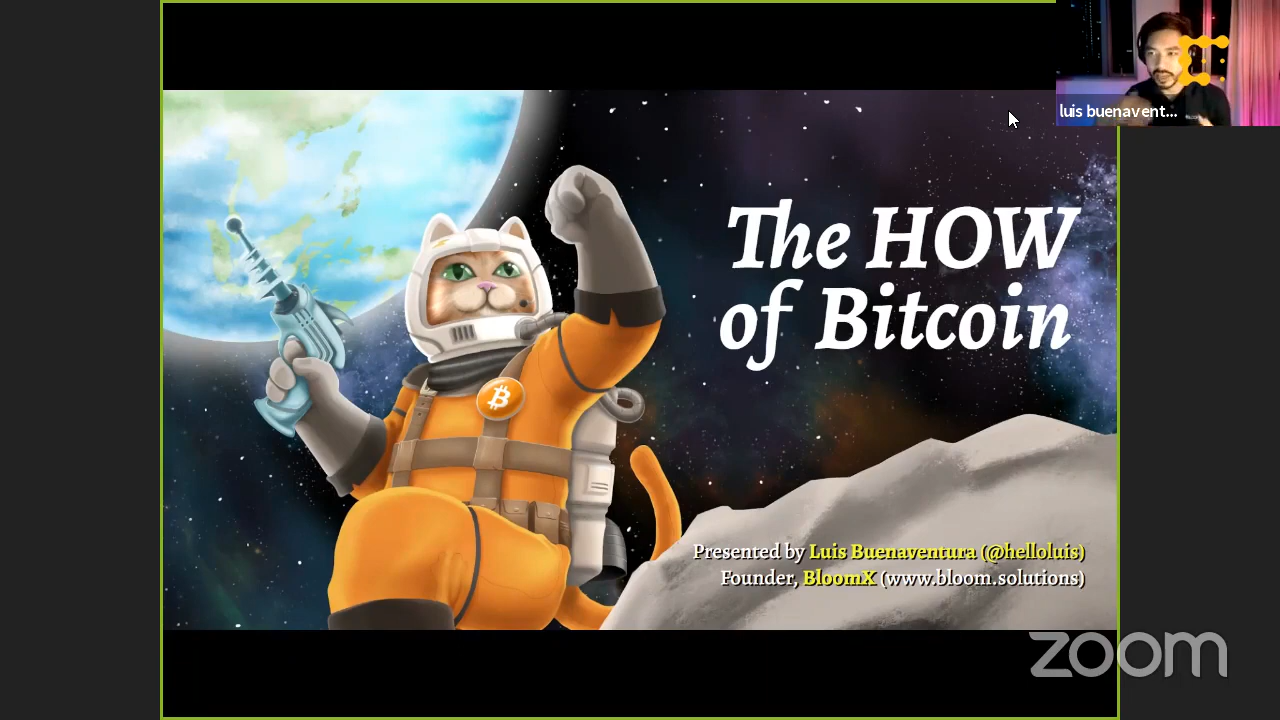 luis buenavent...
The HOW
of Bitcoin
Presented by Luis Buenaventura (@helloluis)
Founder, BloomX (www.bloom.solutions)
zoom